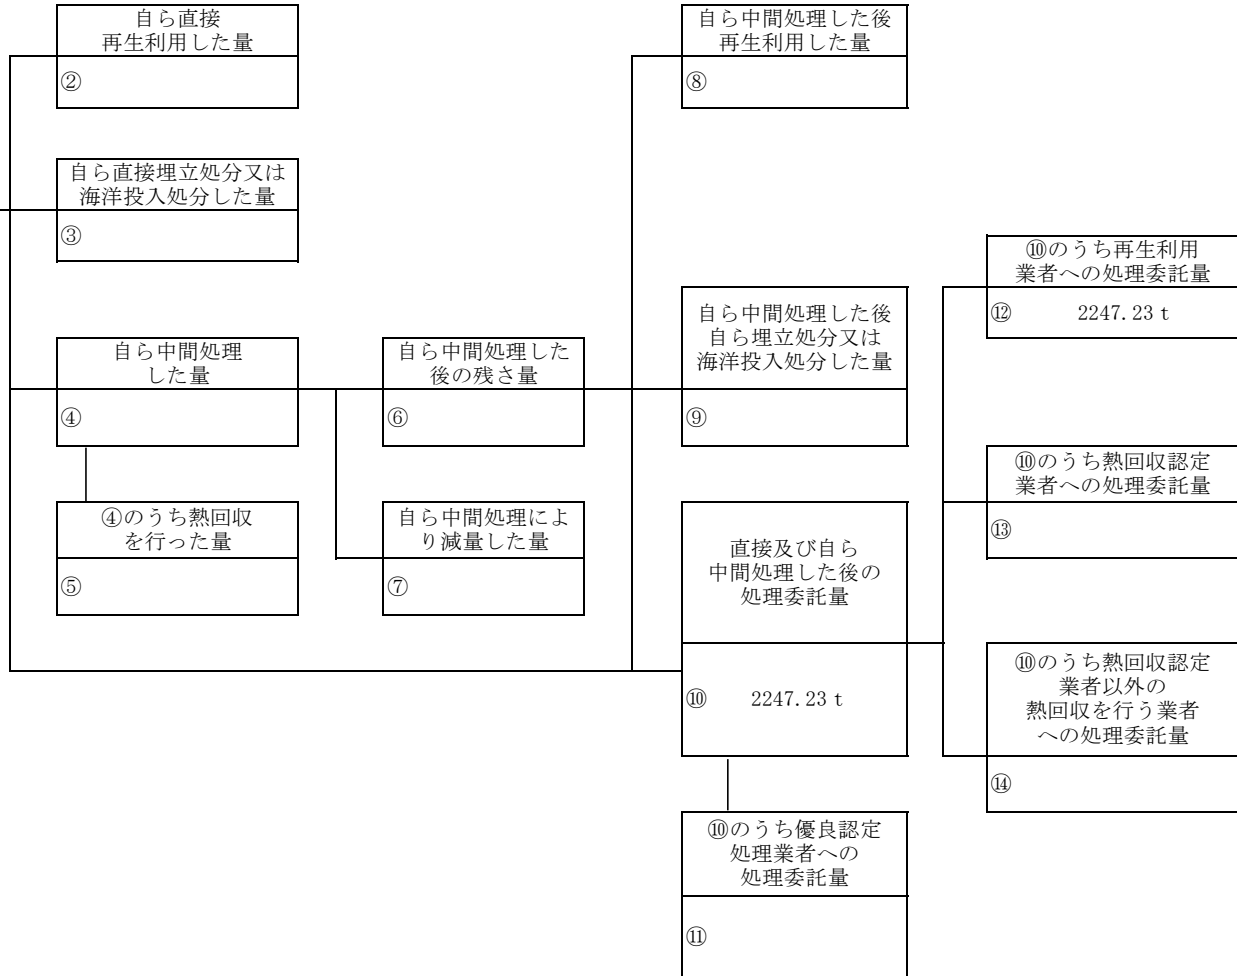 自ら直接
再生利用した量
②
自ら中間処理した後
再生利用した量
⑧
自ら直接埋立処分又は
海洋投入処分した量
③
⑩のうち再生利用
業者への処理委託量
⑫ 2247.23 t
自ら中間処理した後
自ら埋立処分又は
海洋投入処分した量
⑨
自ら中間処理
した量
④
自ら中間処理した
後の残さ量
⑥
⑩のうち熱回収認定
業者への処理委託量
⑬
④のうち熱回収
を行った量
⑤
自ら中間処理によ
り減量した量
⑦
直接及び自ら
中間処理した後の
処理委託量
⑩ 2247.23 t
⑩のうち熱回収認定
業者以外の
熱回収を行う業者
への処理委託量
⑭
⑩のうち優良認定
処理業者への
処理委託量
⑪